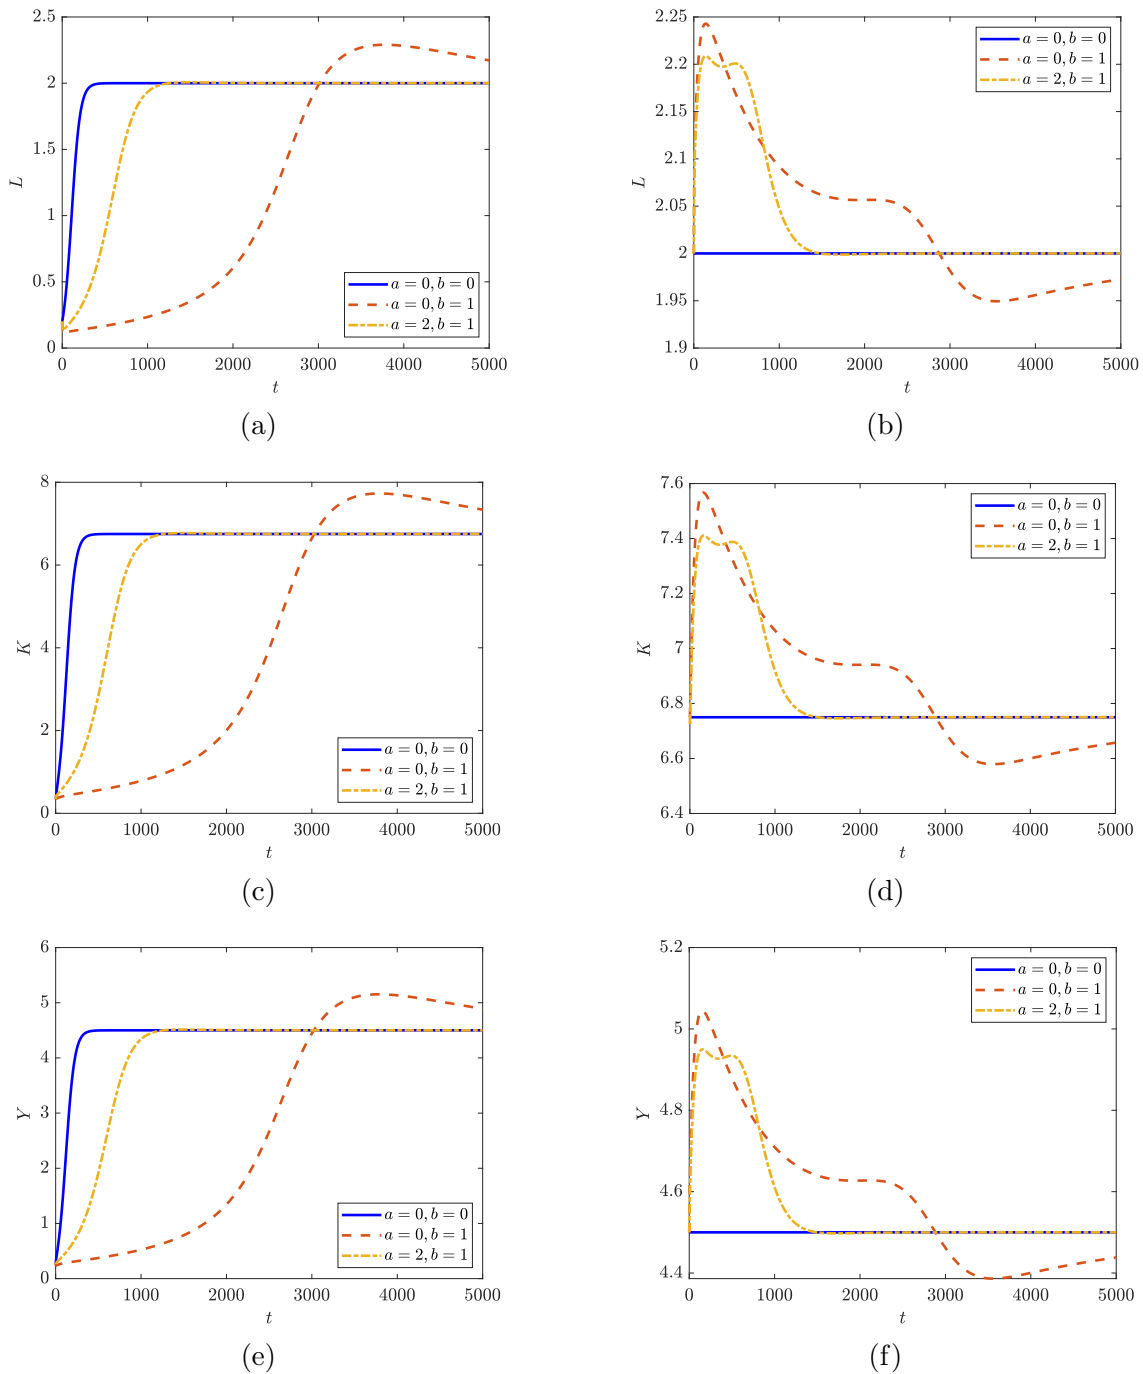 2.5
2
1.5
1
0.5
0
0 1000 2000 3000 4000 5000
L
t
a = 0, b = 0
a = 0, b = 1
a = 2, b = 1
(a)
2.25
2.2
2.15
2.1
2.05
2
1.95
1.9
0 1000 2000 3000 4000 5000
L
t
a = 0, b = 0
a = 0, b = 1
a = 2, b = 1
(b)
8
6
4
2
0
0 1000 2000 3000 4000 5000
K
t
a = 0, b = 0
a = 0, b = 1
a = 2, b = 1
(c)
7.6
7.4
7.2
7
6.8
6.6
6.4
0 1000 2000 3000 4000 5000
K
t
a = 0, b = 0
a = 0, b = 1
a = 2, b = 1
(d)
6
5
4
3
2
1
0
0 1000 2000 3000 4000 5000
Y
t
a = 0, b = 0
a = 0, b = 1
a = 2, b = 1
(e)
5.2
5
4.8
4.6
4.4
0 1000 2000 3000 4000 5000
Y
t
a = 0, b = 0
a = 0, b = 1
a = 2, b = 1
(f)